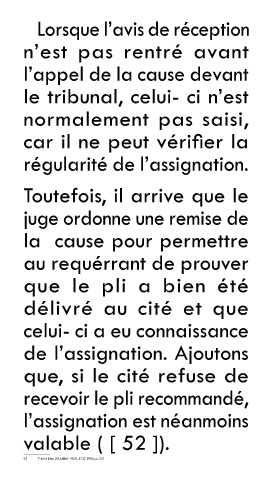 Lorsque l'avis de réception
n'est pas rentré avant
l'appel de la cause devant
le tribunal, celui- ci n'est
normalement pas saisi,
car il ne peut vérifier la
régularité de l'assignation.
Toutefois, il arrive que le
juge ordonne une remise de
la cause pour permettre
au requérrant de prouver
que le pli a bien été
délivré au cité et que
celui- ci a eu connaissance
de l'assignation. Ajoutons
que, si le cité refuse de
recevoir le pli recommandé,
l'assignation est néanmoins
valable ( [ 52 ]).